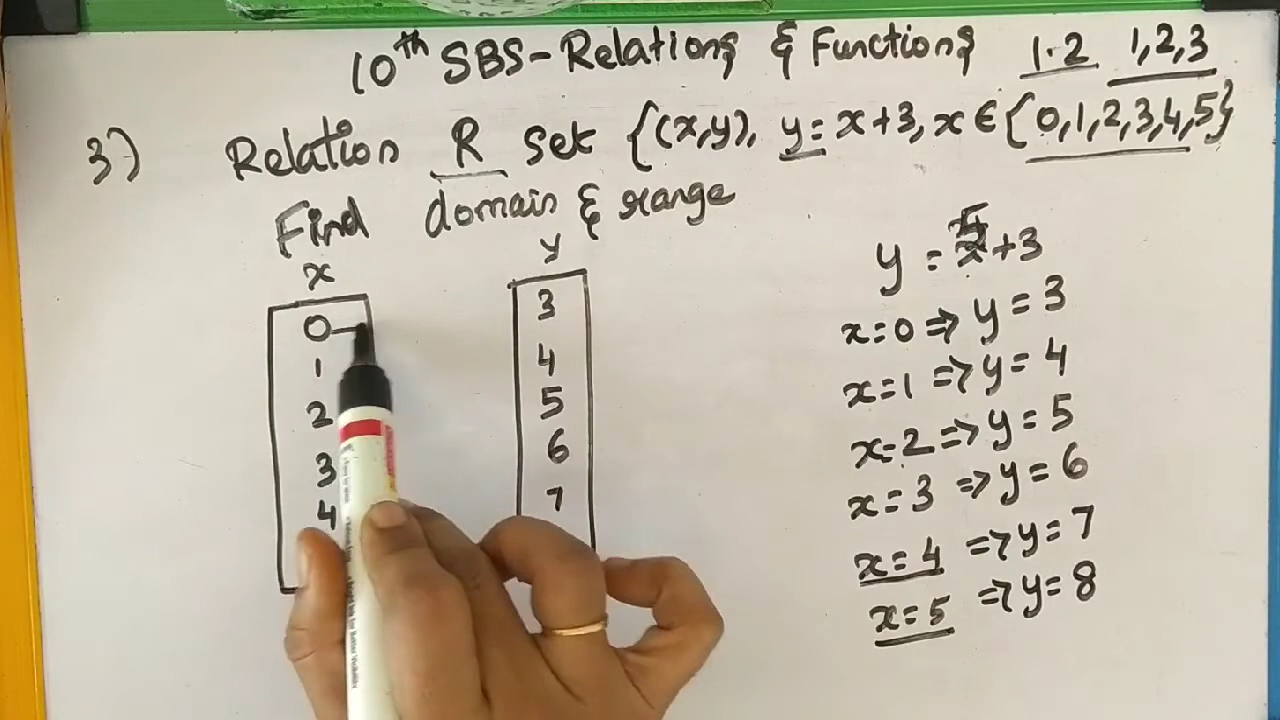 10th SBS-Relations & Functions 1.2 1,2,3
3) Relation R set {(x,y), y=x+3, x∈{0,1,2,3,4,5}
Find domain & range
x
0
1
2
3
4
y
3
4
5
6
7
y = x+3
x=0 ⇒ y=3
x=1 ⇒ y=4
x=2 ⇒ y=5
x=3 ⇒ y=6
x=4 ⇒ y=7
x=5 ⇒ y=8